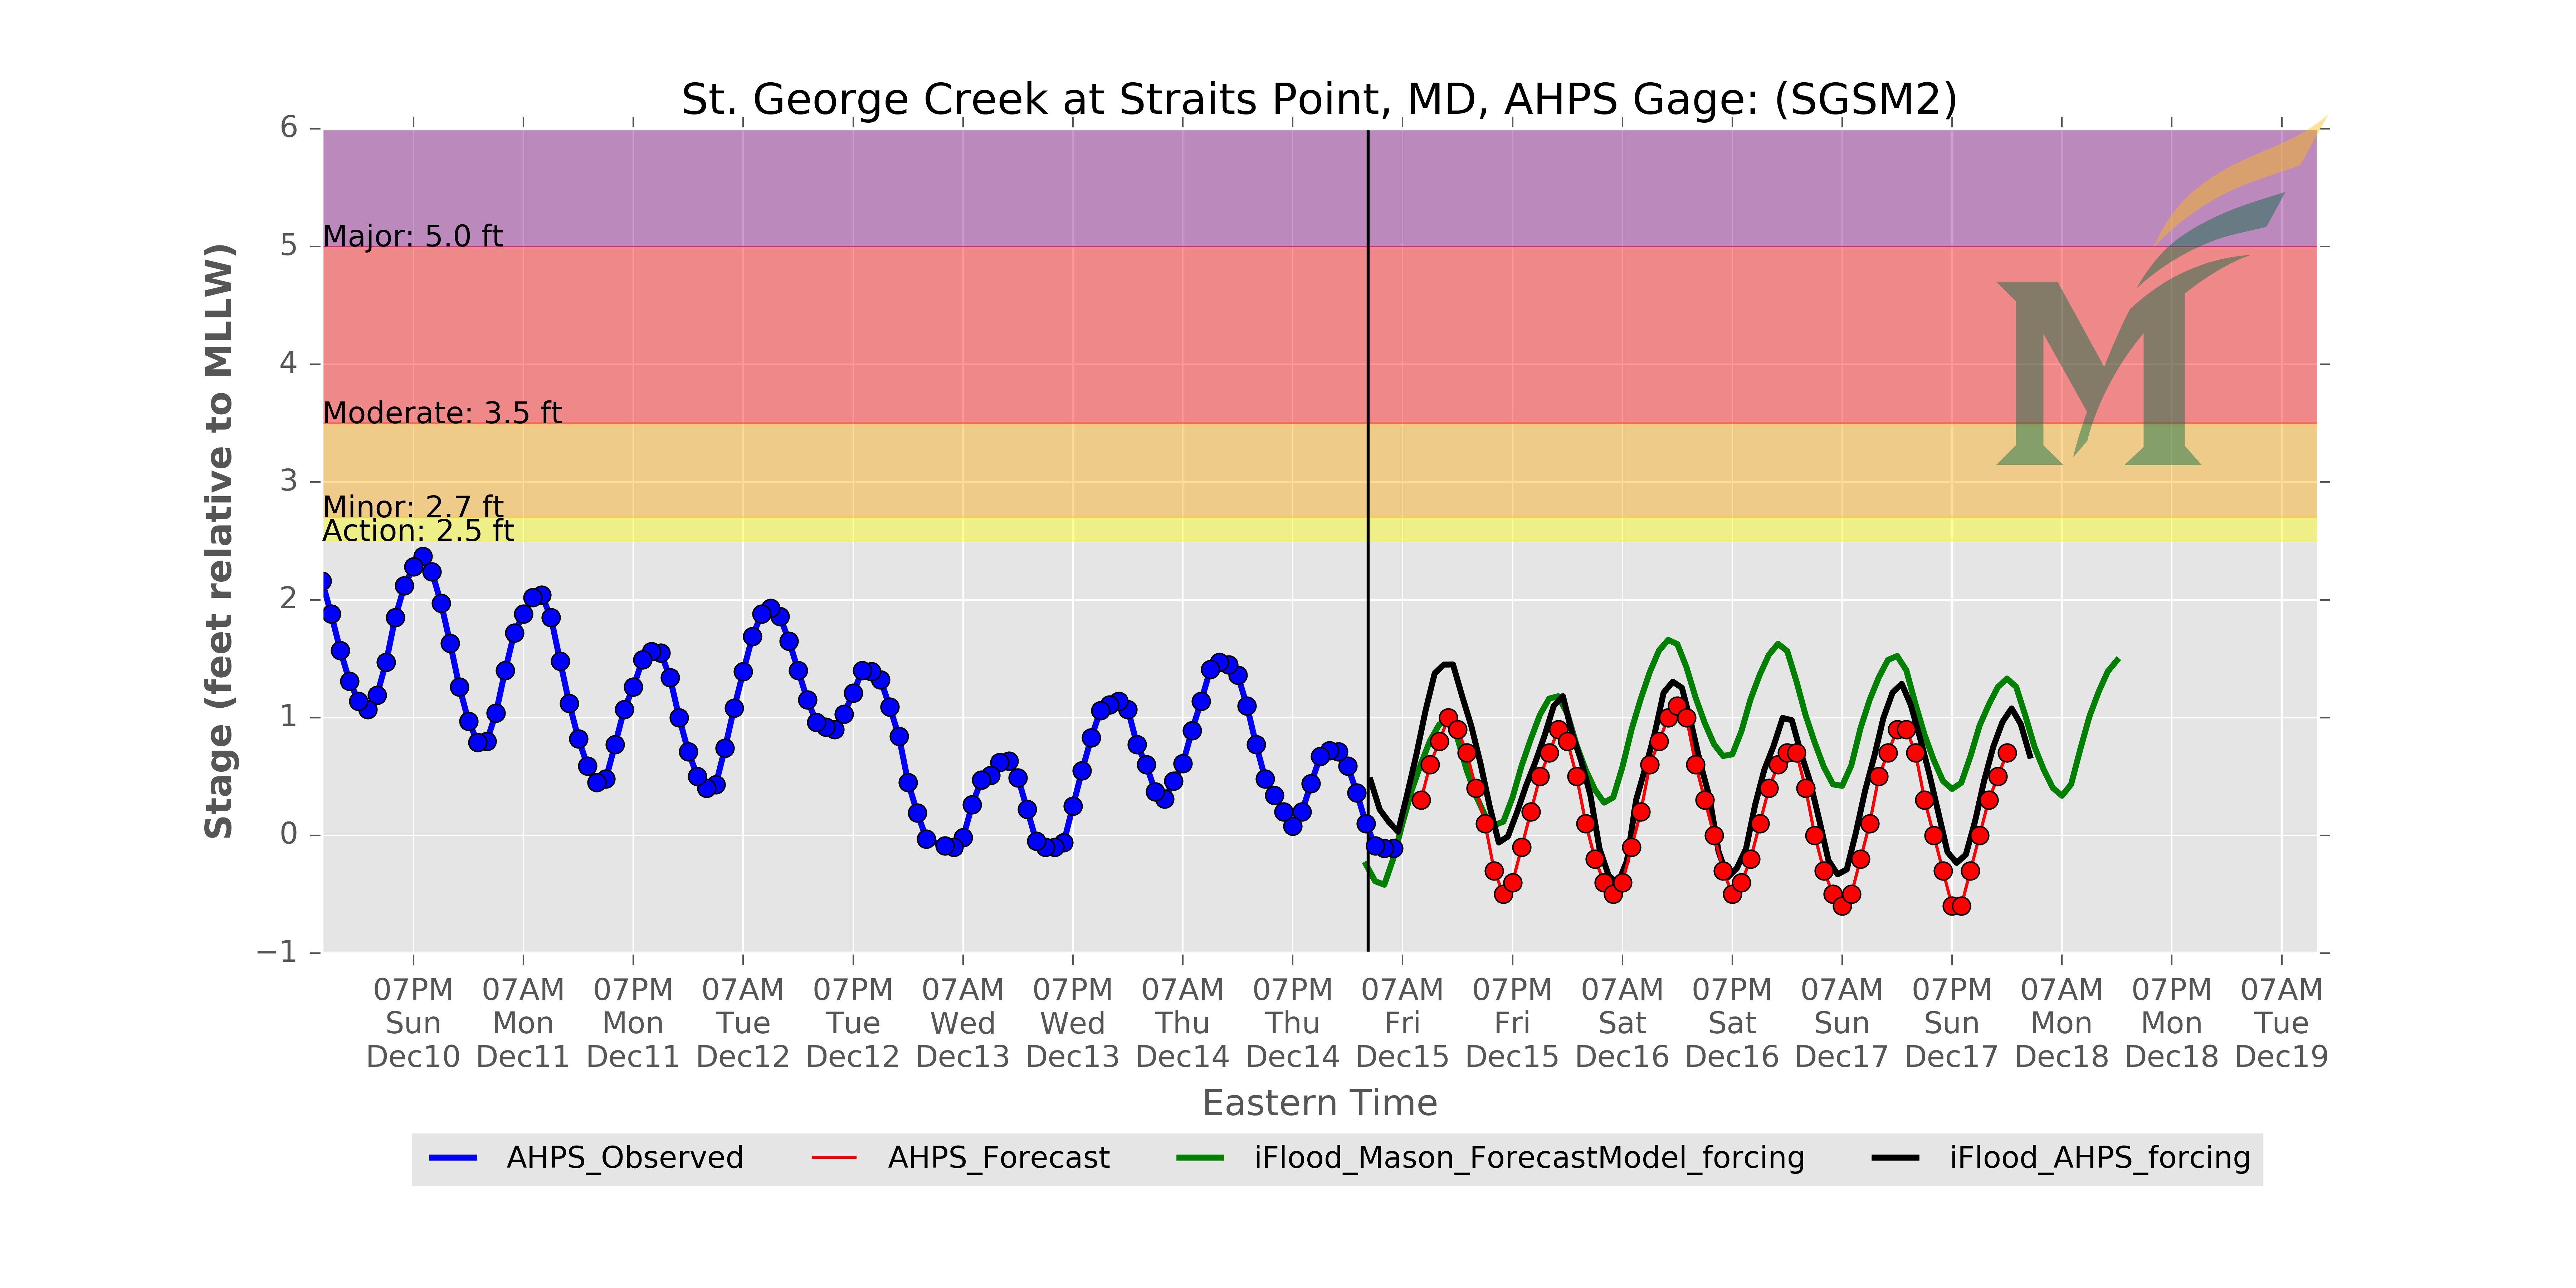 St. George Creek at Straits Point, MD, AHPS Gage: (SGSM2)
Stage (feet relative to MLLW)
6
5
4
3
2
1
0
−1
Major: 5.0 ft
Moderate: 3.5 ft
Minor: 2.7 ft
Action: 2.5 ft
M
07PM 07AM 07PM 07AM 07PM 07AM 07PM 07AM 07PM 07AM 07PM 07AM 07PM 07AM 07PM 07AM 07PM 07AM
Sun Mon Mon Tue Tue Wed Wed Thu Thu Fri Fri Sat Sat Sun Sun Mon Mon Tue
Dec10 Dec11 Dec11 Dec12 Dec12 Dec13 Dec13 Dec14 Dec14 Dec15 Dec15 Dec16 Dec16 Dec17 Dec17 Dec18 Dec18 Dec19
Eastern Time
AHPS_Observed AHPS_Forecast iFlood_Mason_ForecastModel_forcing iFlood_AHPS_forcing